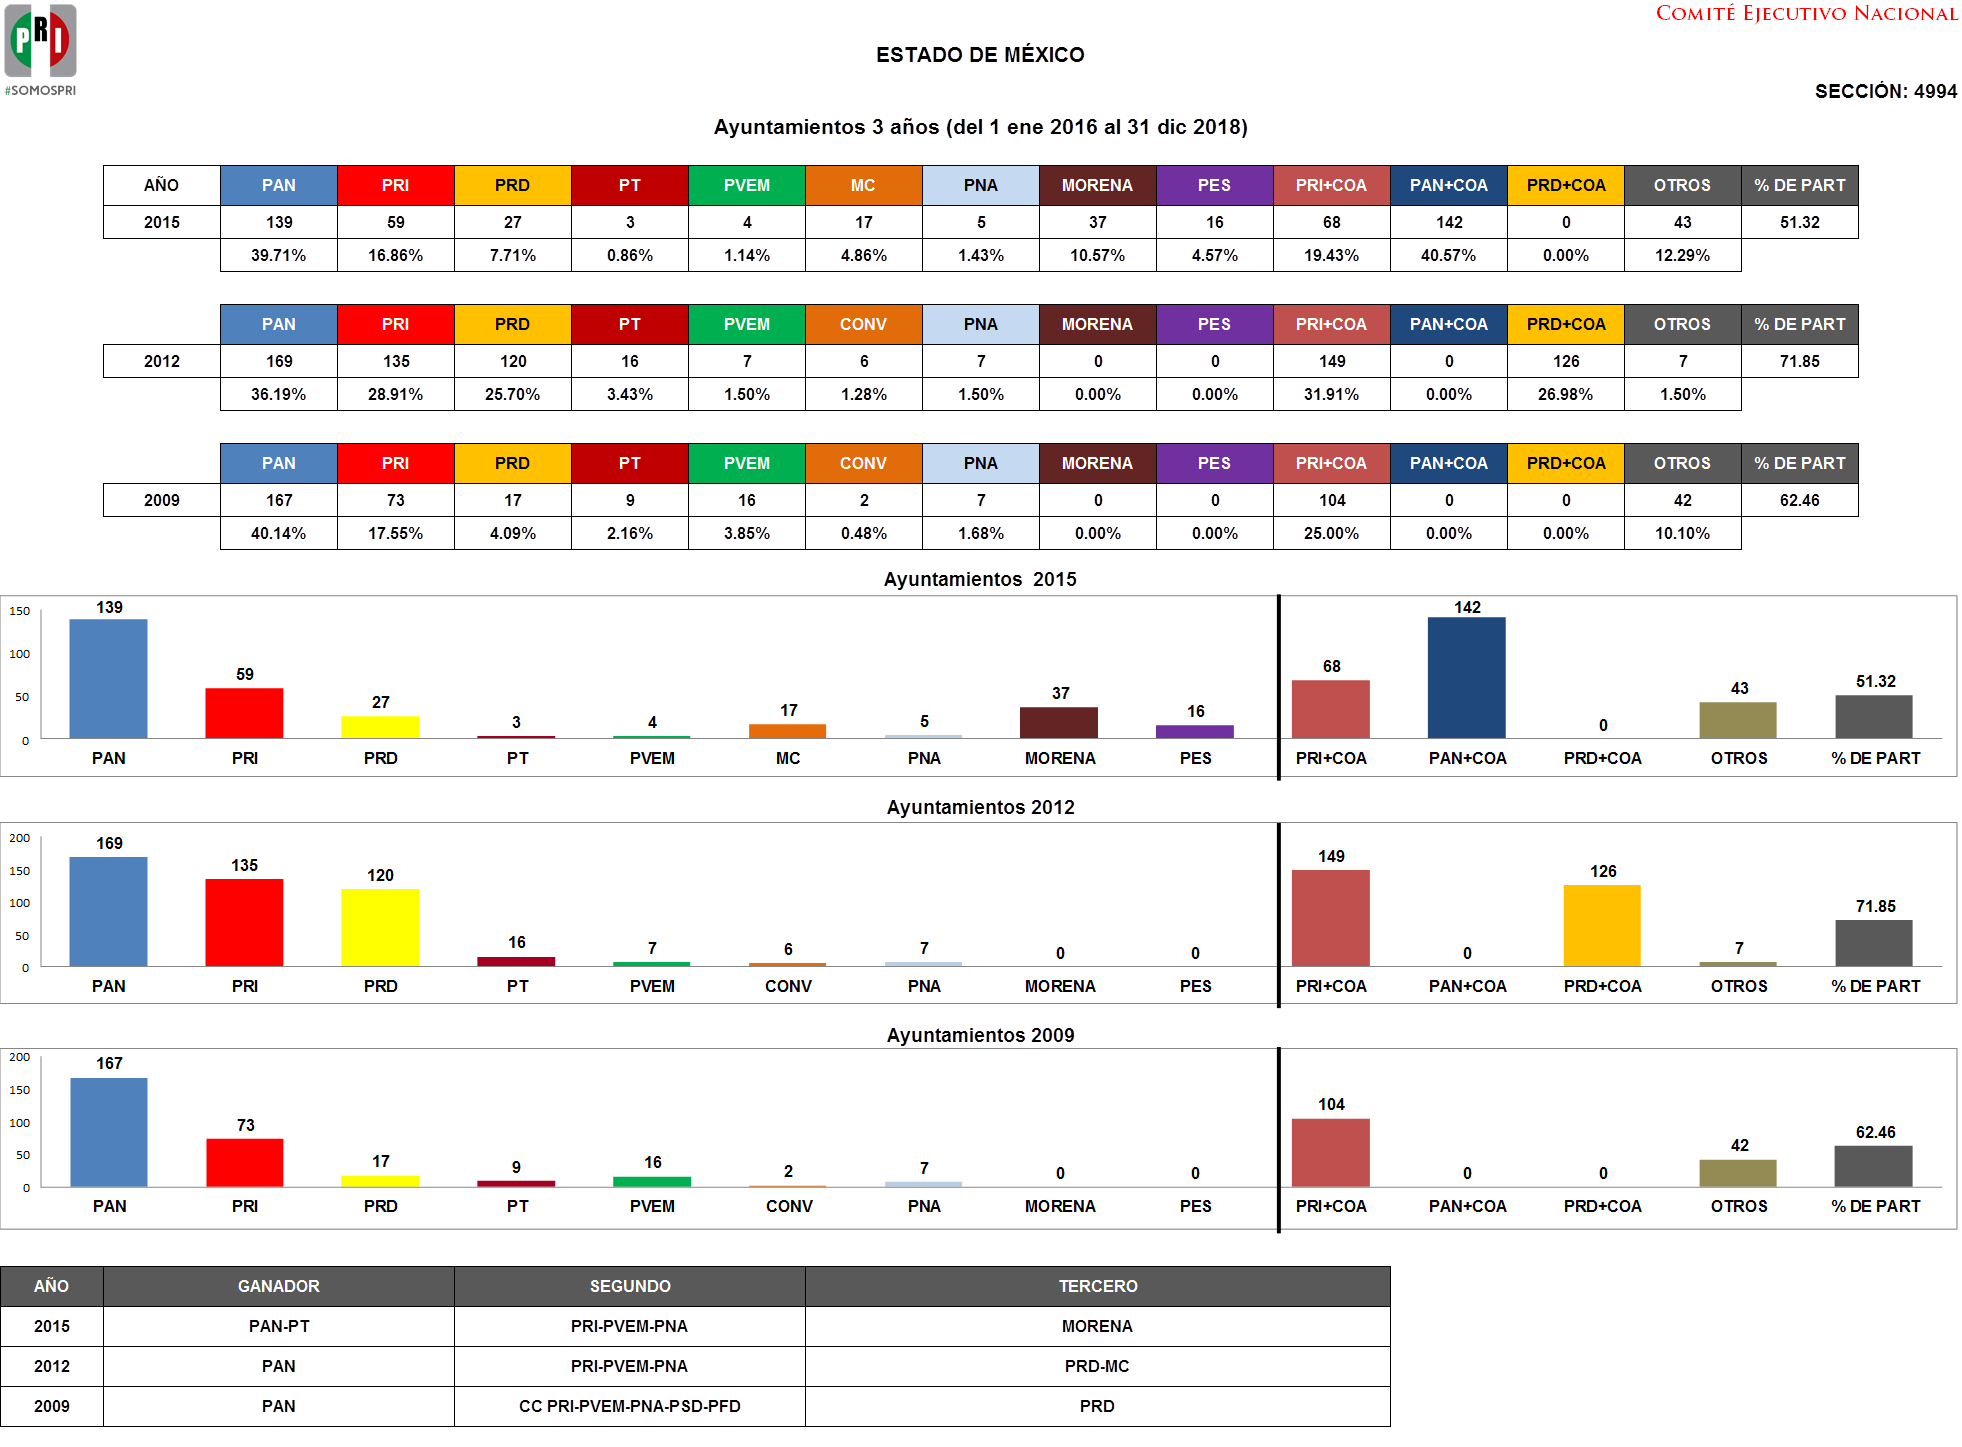 PRI
#SOMOSPRI
COMITÉ EJECUTIVO NACIONAL
ESTADO DE MÉXICO
SECCIÓN: 4994
Ayuntamientos 3 años (del 1 ene 2016 al 31 dic 2018)
AÑO PAN PRI PRD PT PVEM MC PNA MORENA PES PRI+COA PAN+COA PRD+COA OTROS % DE PART
2015 139 59 27 3 4 17 5 37 16 68 142 0 43 51.32
39.71% 16.86% 7.71% 0.86% 1.14% 4.86% 1.43% 10.57% 4.57% 19.43% 40.57% 0.00% 12.29%
PAN PRI PRD PT PVEM CONV PNA MORENA PES PRI+COA PAN+COA PRD+COA OTROS % DE PART
2012 169 135 120 16 7 6 7 0 0 149 0 126 7 71.85
36.19% 28.91% 25.70% 3.43% 1.50% 1.28% 1.50% 0.00% 0.00% 31.91% 0.00% 26.98% 1.50%
PAN PRI PRD PT PVEM CONV PNA MORENA PES PRI+COA PAN+COA PRD+COA OTROS % DE PART
2009 167 73 17 9 16 2 7 0 0 104 0 0 42 62.46
40.14% 17.55% 4.09% 2.16% 3.85% 0.48% 1.68% 0.00% 0.00% 25.00% 0.00% 0.00% 10.10%
Ayuntamientos 2015
150
100
50
0
139 59 27 3 4 17 5 37 16 68 142 0 43 51.32
PAN PRI PRD PT PVEM MC PNA MORENA PES PRI+COA PAN+COA PRD+COA OTROS % DE PART
Ayuntamientos 2012
200
150
100
50
0
169 135 120 16 7 6 7 0 0 149 0 126 7 71.85
PAN PRI PRD PT PVEM CONV PNA MORENA PES PRI+COA PAN+COA PRD+COA OTROS % DE PART
Ayuntamientos 2009
200
150
100
50
0
167 73 17 9 16 2 7 0 0 104 0 0 42 62.46
PAN PRI PRD PT PVEM CONV PNA MORENA PES PRI+COA PAN+COA PRD+COA OTROS % DE PART
AÑO GANADOR SEGUNDO TERCERO
2015 PAN-PT PRI-PVEM-PNA MORENA
2012 PAN PRI-PVEM-PNA PRD-MC
2009 PAN CC PRI-PVEM-PNA-PSD-PFD PRD